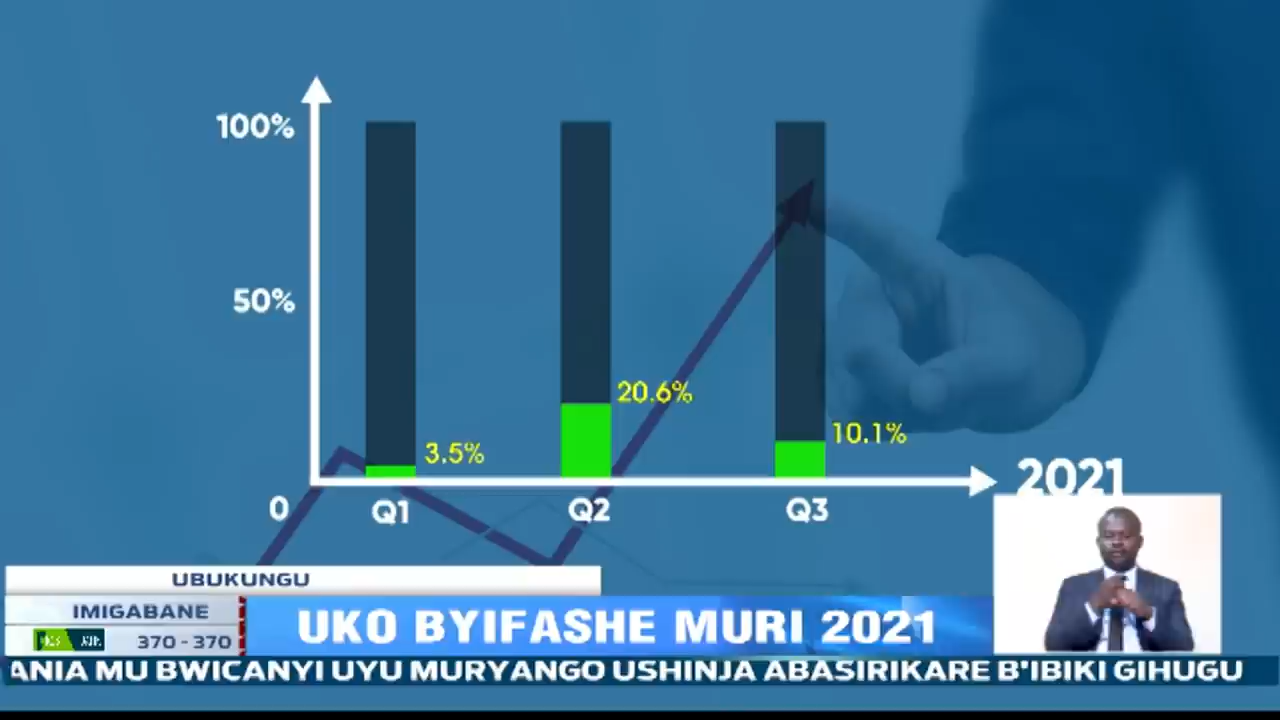 100%
50%
20.6%
10.1%
3.5%
2021
0
Q1
Q2
Q3
UBUKUNGU
IMIGABANE
370 - 370
UKO BYIFASHE MURI 2021
ANIA MU BWICANYI UYU MURYANGO USHINJA ABASIRIKARE B'IBIKI GIHUGU